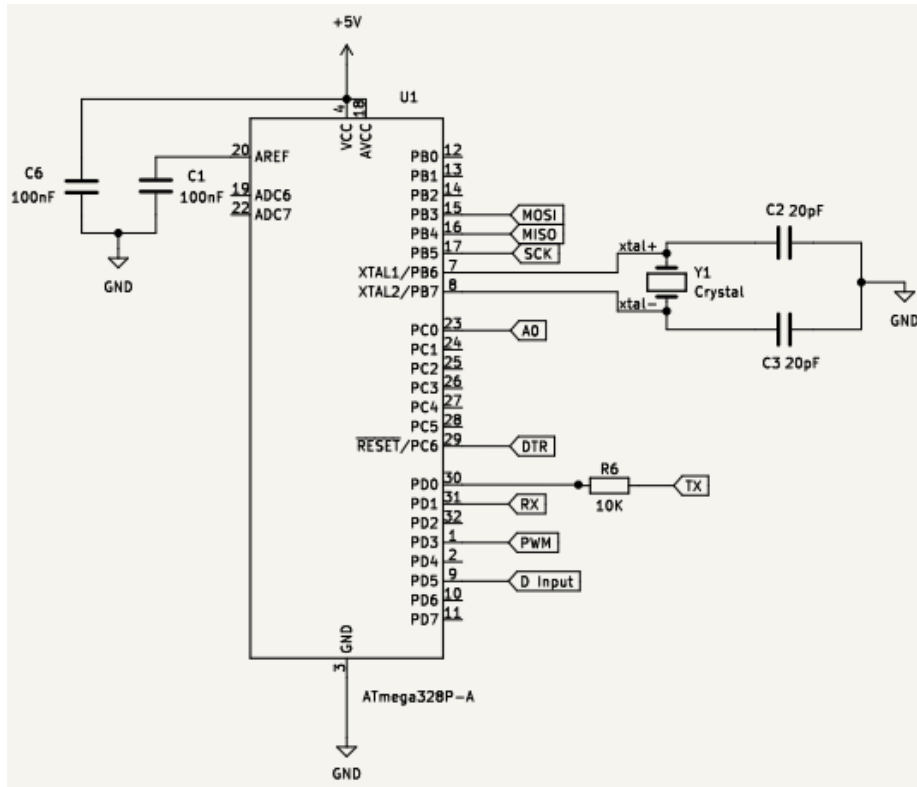 +5V
U1
4
VCC
18
AVCC
C6
100nF
C1
100nF
20 AREF
19 ADC6
22 ADC7
GND
PB0 12
PB1 13
PB2 14
PB3 15 MOSI
PB4 16 MISO
PB5 17 SCK
XTAL1/PB6 7
XTAL2/PB7 8
xtal+
xtal-
Y1
Crystal
C2 20pF
C3 20pF
GND
PC0 23 A0
PC1 24
PC2 25
PC3 26
PC4 27
PC5 28
RESET/PC6 29 DTR
PD0 30
R6
10K
TX
PD1 31 RX
PD2 32
PD3 1 PWM
PD4 2
PD5 9 D Input
PD6 10
PD7 11
GND
3
ATmega328P-A
GND